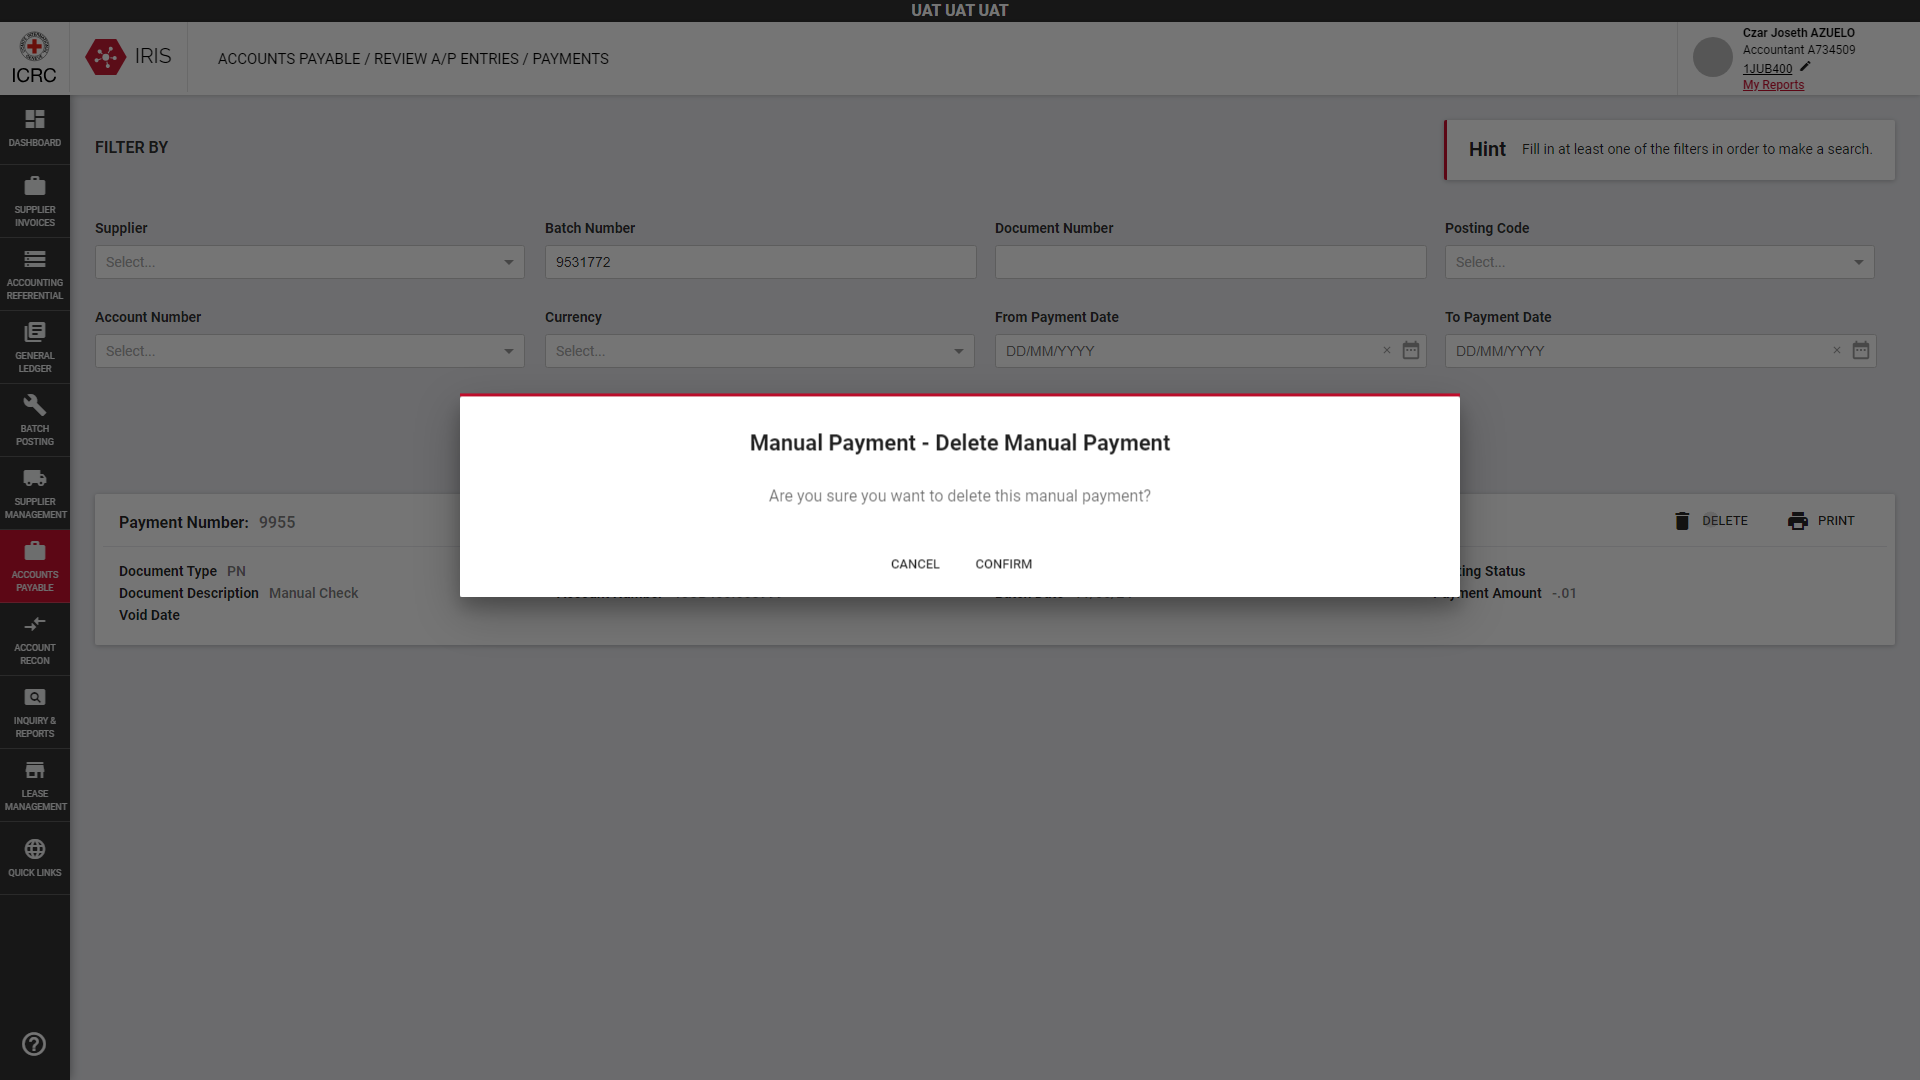 UAT UAT UAT
ICRC
IRIS
ACCOUNTS PAYABLE / REVIEW A/P ENTRIES / PAYMENTS
Czar Joseth AZUELO
Accountant A734509
1JUB400
My Reports
DASHBOARD
SUPPLIER
INVOICES
ACCOUNTING
REFERENTIAL
GENERAL
LEDGER
BATCH
POSTING
SUPPLIER
MANAGEMENT
ACCOUNTS
PAYABLE
ACCOUNT
RECON
INQUIRY &
REPORTS
LEASE
MANAGEMENT
QUICK LINKS
FILTER BY
Hint Fill in at least one of the filters in order to make a search.
Supplier
Select...
Batch Number
9531772
Document Number
Posting Code
Select...
Account Number
Select...
Currency
Select...
From Payment Date
DD/MM/YYYY
To Payment Date
DD/MM/YYYY
Manual Payment - Delete Manual Payment
Are you sure you want to delete this manual payment?
CANCEL CONFIRM
Payment Number: 9955
DELETE
PRINT
Document Type PN
Document Description Manual Check
Void Date
ting Status
Payment Amount -.01